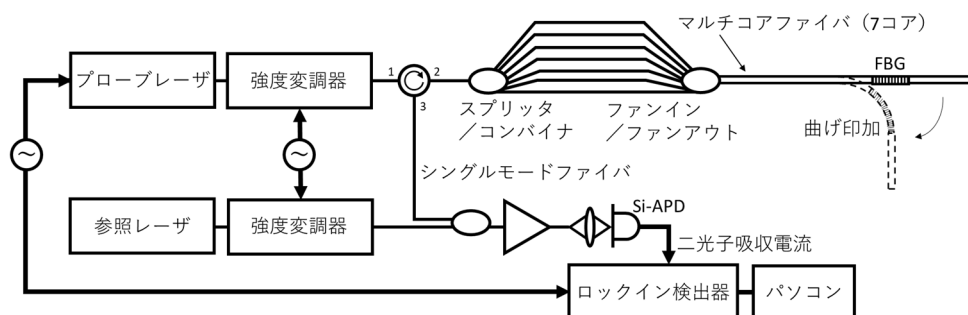 マルチコアファイバ（7コア）
プローブレーザ
強度変調器
1
2
3
FBG
スプリッタ
／コンバイナ
ファンイン
／ファンアウト
曲げ印加
～
～
シングルモードファイバ
参照レーザ
強度変調器
Si-APD
二光子吸収電流
ロックイン検出器
パソコン